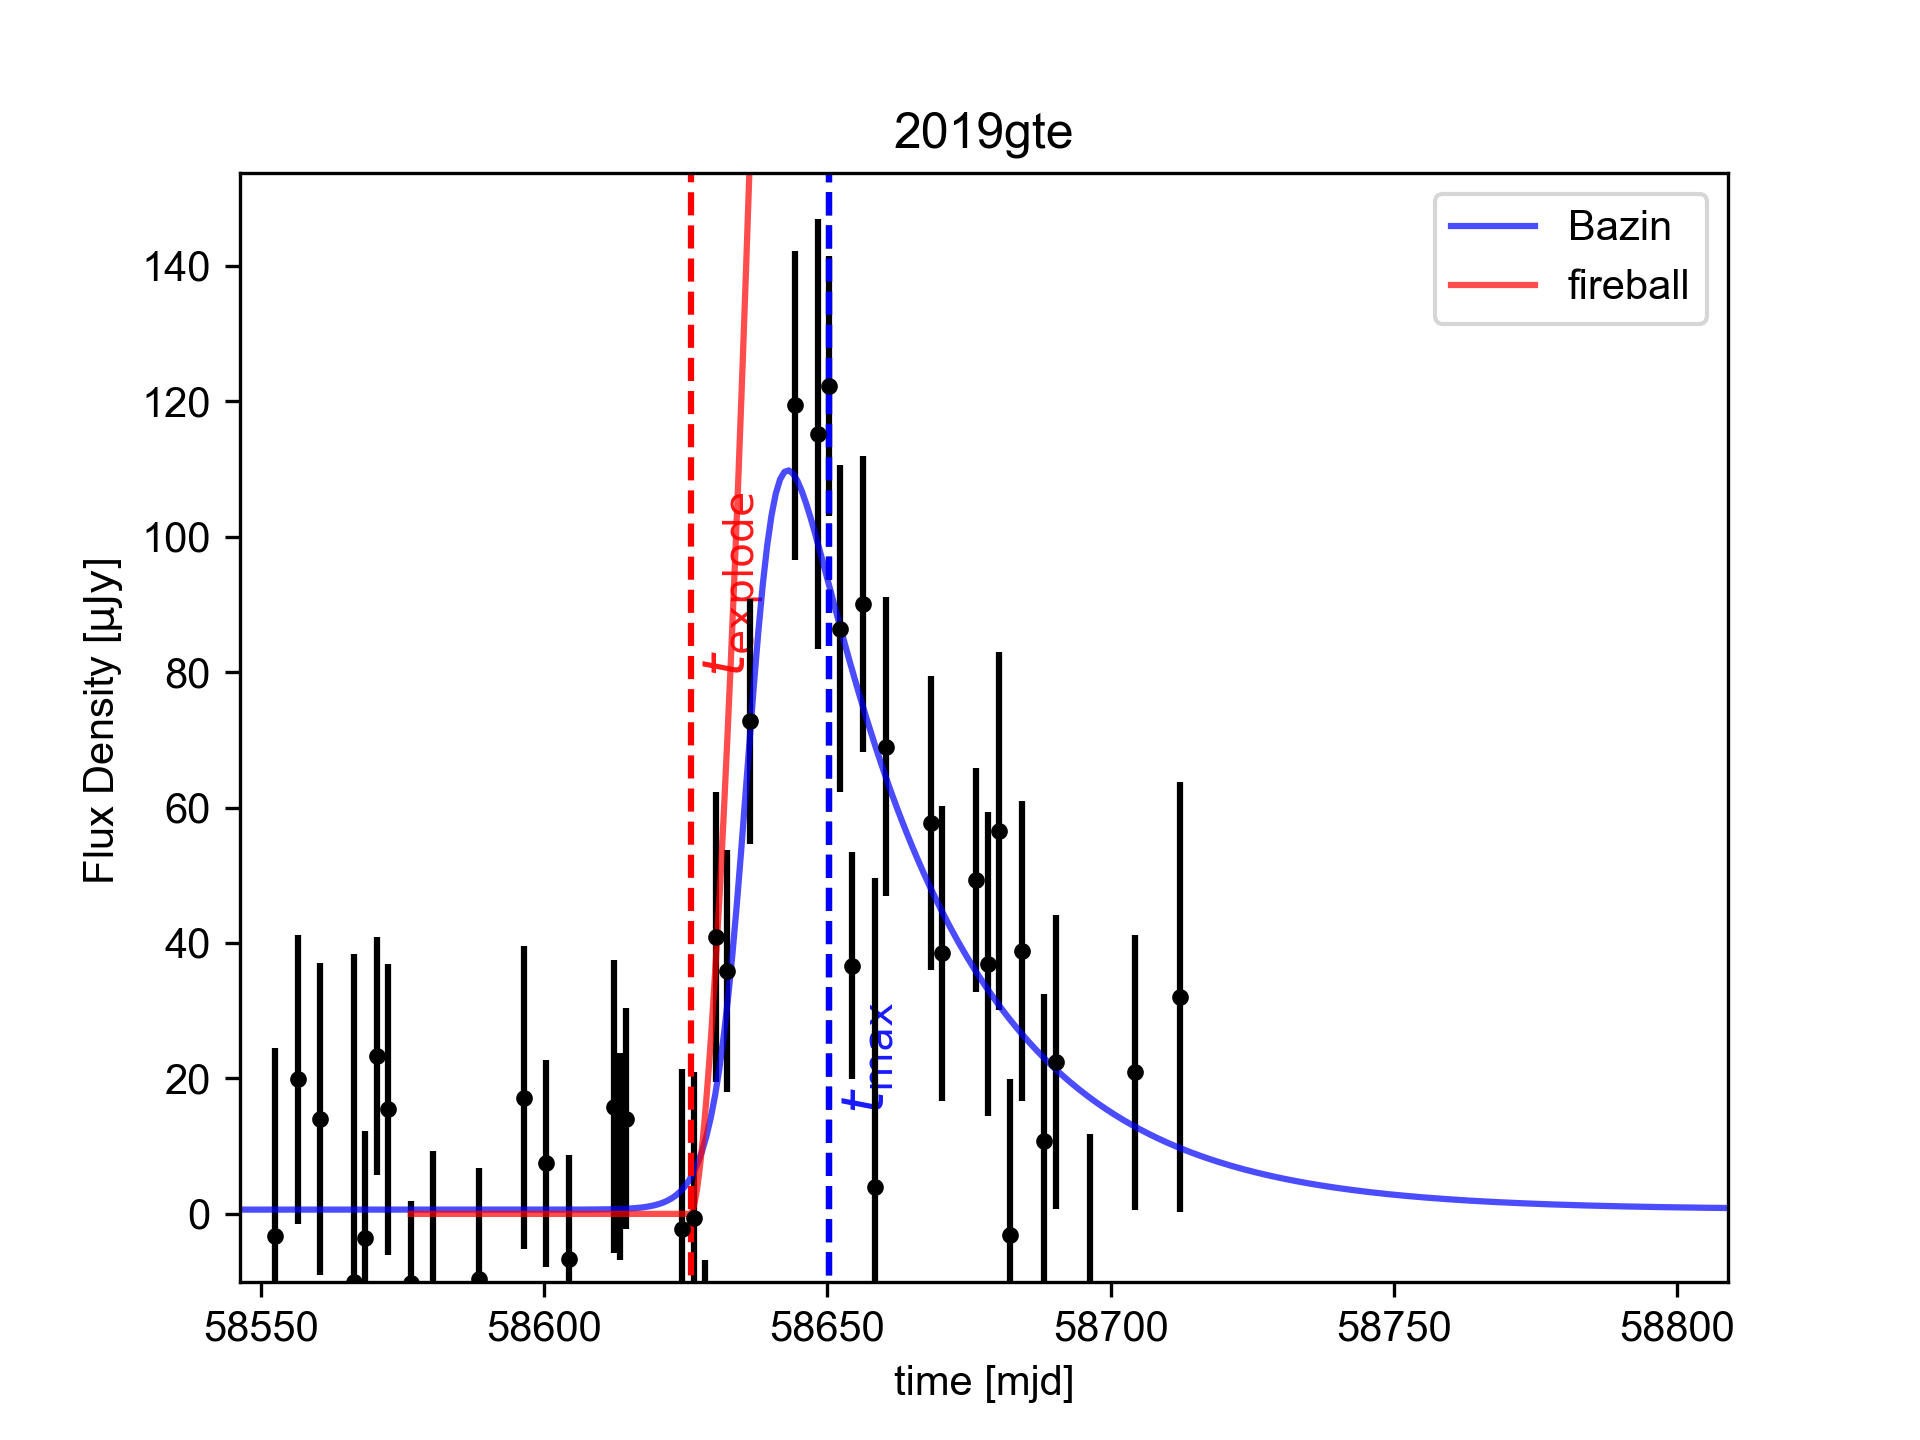 2019gte
Bazin
fireball
140
120
100
80
60
40
20
0
Flux Density [µJy]
t_explode
t_max
58550 58600 58650 58700 58750 58800
time [mjd]